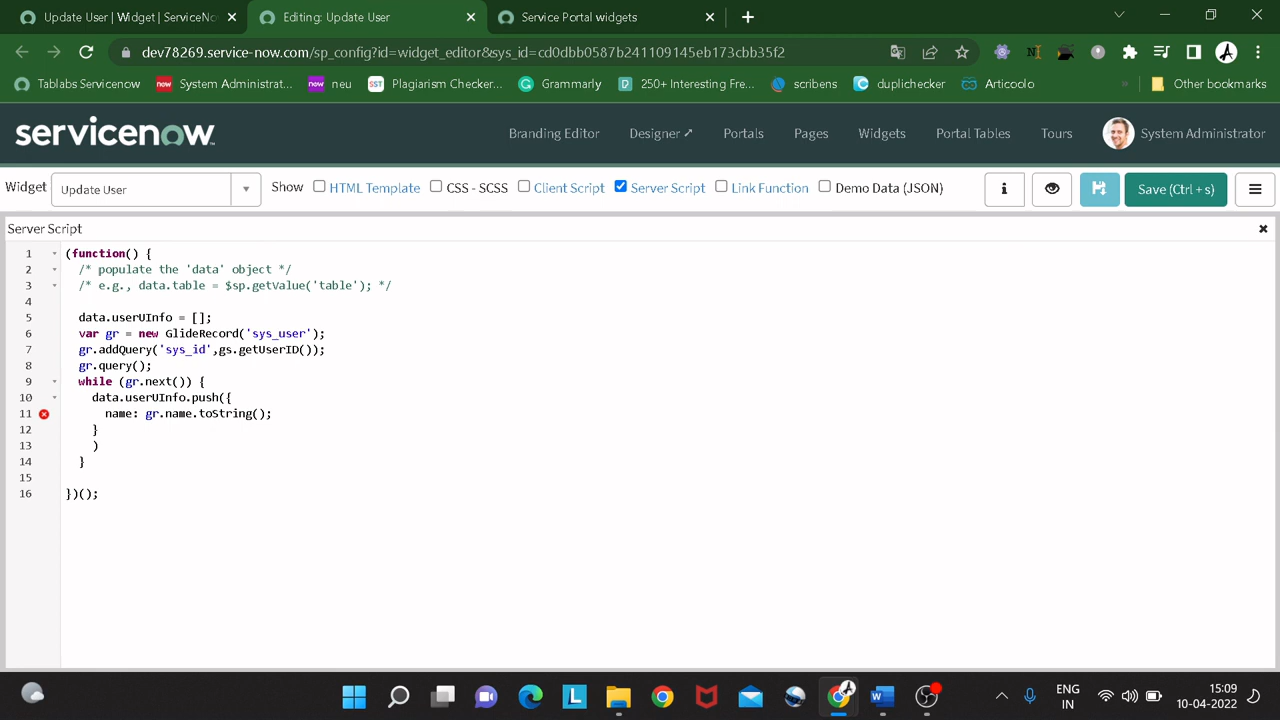 Update User | Widget | ServiceNo
Editing: Update User
Service Portal widgets
dev78269.service-now.com/sp_config?id=widget_editor&sys_id=cd0dbb0587b241109145eb173cbb35f2
Tablabs Servicenow
System Administrat...
neu
Plagiarism Checker...
Grammarly
250+ Interesting Fre...
scribens
duplichecker
Articoolo
Other bookmarks
servicenow
Branding Editor
Designer
Portals
Pages
Widgets
Portal Tables
Tours
System Administrator
Widget
Update User
Show
HTML Template
CSS - SCSS
Client Script
Server Script
Link Function
Demo Data (JSON)
Save (Ctrl + s)
Server Script
1 (function() {
2 /* populate the 'data' object */
3 /* e.g., data.table = $sp.getValue('table'); */
4
5 data.userUInfo = [];
6 var gr = new GlideRecord('sys_user');
7 gr.addQuery('sys_id',gs.getUserID());
8 gr.query();
9 while (gr.next()) {
10 data.userUInfo.push({
11 name: gr.name.toString();
12 }
13 )
14 }
15
16 })();
ENG
IN
15:09
10-04-2022